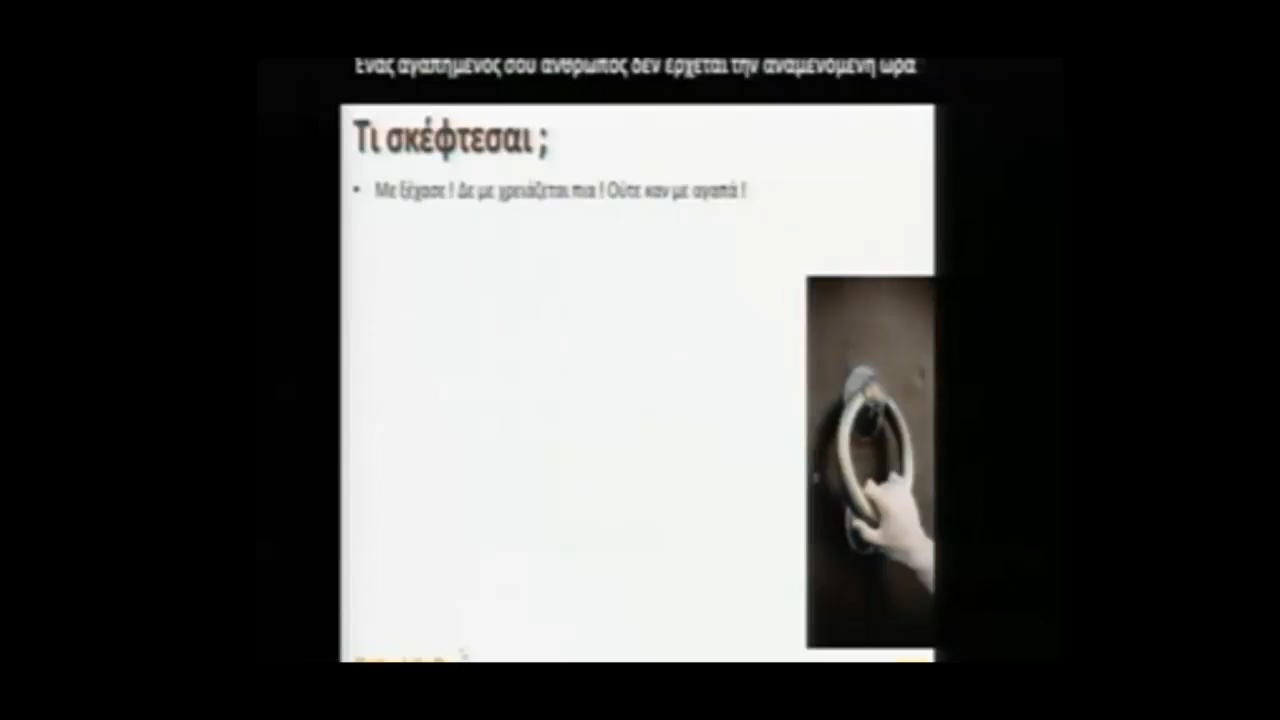 Ένας αγαπημένος σου άνθρωπος δεν έρχεται την αναμενόμενη ώρα
Τι σκέφτεσαι ;
• Με ξέχασε ! Δε με χρειάζεται πια ! Ούτε καν με αγαπά !